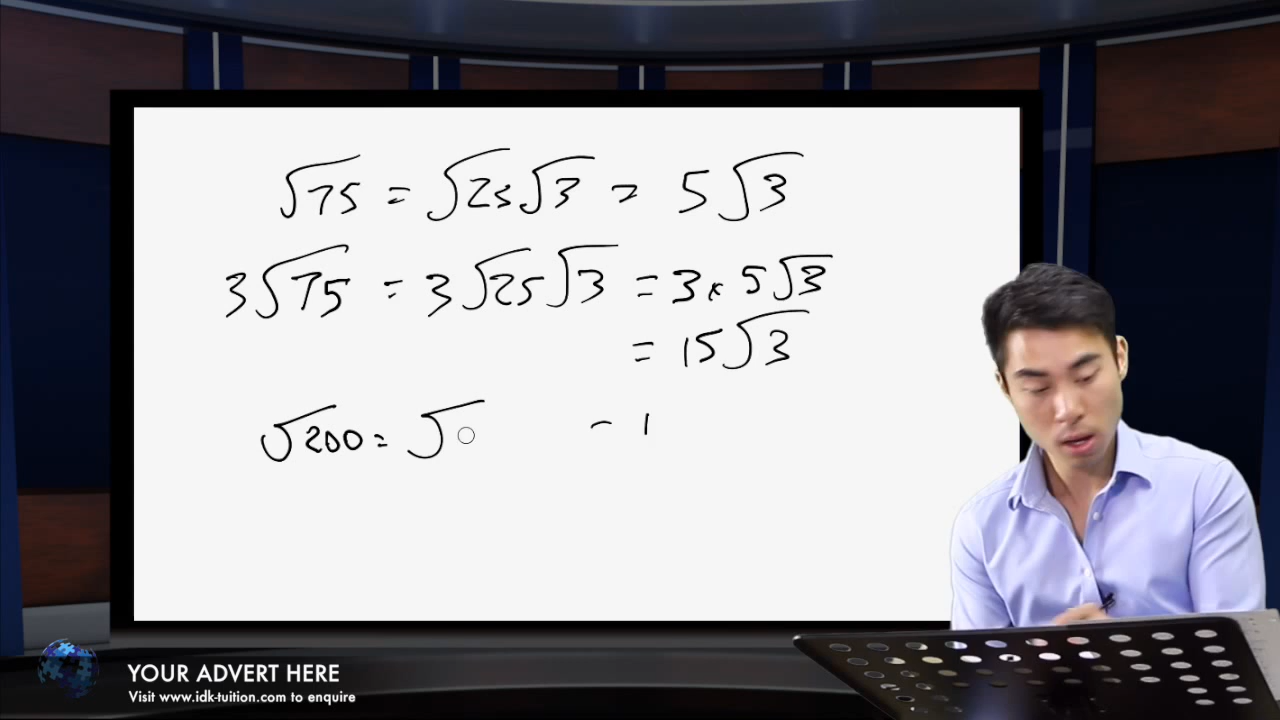 √75 = √25 √3 = 5√3
3√75 = 3√25 √3 = 3 × 5√3
= 15√3
√200 = √ - 1
YOUR ADVERT HERE
Visit www.idk-tuition.com to enquire